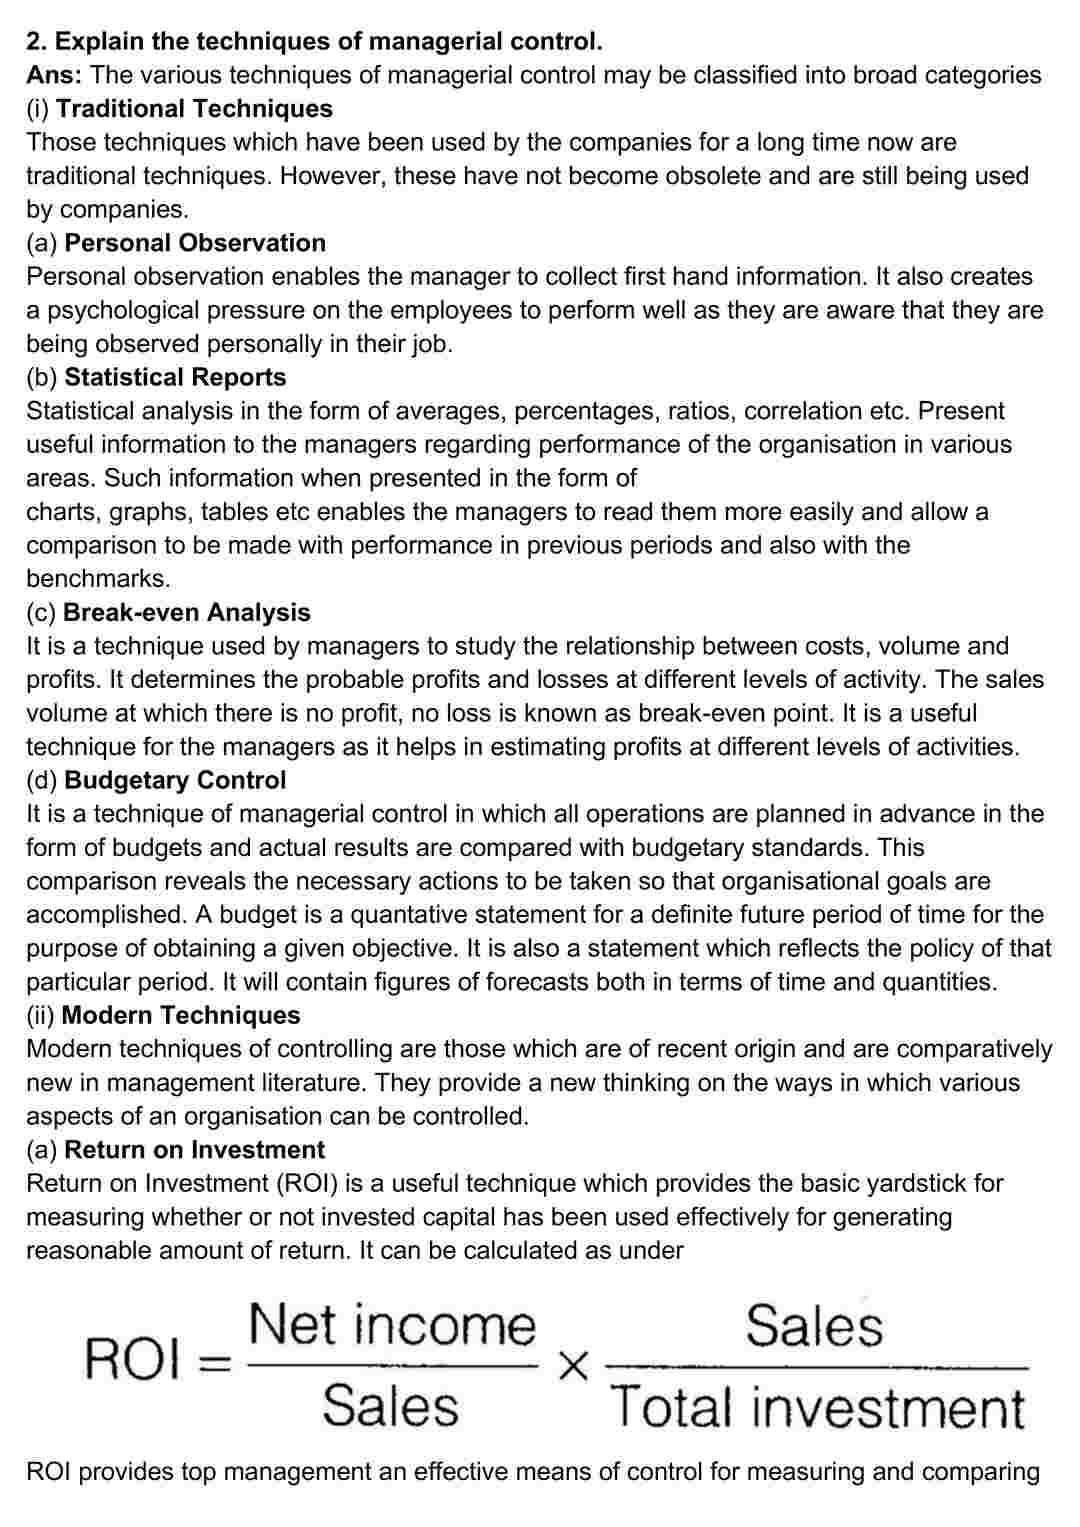 2. Explain the techniques of managerial control.
Ans: The various techniques of managerial control may be classified into broad categories
(i) Traditional Techniques
Those techniques which have been used by the companies for a long time now are
traditional techniques. However, these have not become obsolete and are still being used
by companies.
(a) Personal Observation
Personal observation enables the manager to collect first hand information. It also creates
a psychological pressure on the employees to perform well as they are aware that they are
being observed personally in their job.
(b) Statistical Reports
Statistical analysis in the form of averages, percentages, ratios, correlation etc. Present
useful information to the managers regarding performance of the organisation in various
areas. Such information when presented in the form of
charts, graphs, tables etc enables the managers to read them more easily and allow a
comparison to be made with performance in previous periods and also with the
benchmarks.
(c) Break-even Analysis
It is a technique used by managers to study the relationship between costs, volume and
profits. It determines the probable profits and losses at different levels of activity. The sales
volume at which there is no profit, no loss is known as break-even point. It is a useful
technique for the managers as it helps in estimating profits at different levels of activities.
(d) Budgetary Control
It is a technique of managerial control in which all operations are planned in advance in the
form of budgets and actual results are compared with budgetary standards. This
comparison reveals the necessary actions to be taken so that organisational goals are
accomplished. A budget is a quantative statement for a definite future period of time for the
purpose of obtaining a given objective. It is also a statement which reflects the policy of that
particular period. It will contain figures of forecasts both in terms of time and quantities.
(ii) Modern Techniques
Modern techniques of controlling are those which are of recent origin and are comparatively
new in management literature. They provide a new thinking on the ways in which various
aspects of an organisation can be controlled.
(a) Return on Investment
Return on Investment (ROI) is a useful technique which provides the basic yardstick for
measuring whether or not invested capital has been used effectively for generating
reasonable amount of return. It can be calculated as under
Net income Sales
ROI = ×
Sales Total investment
ROI provides top management an effective means of control for measuring and comparing